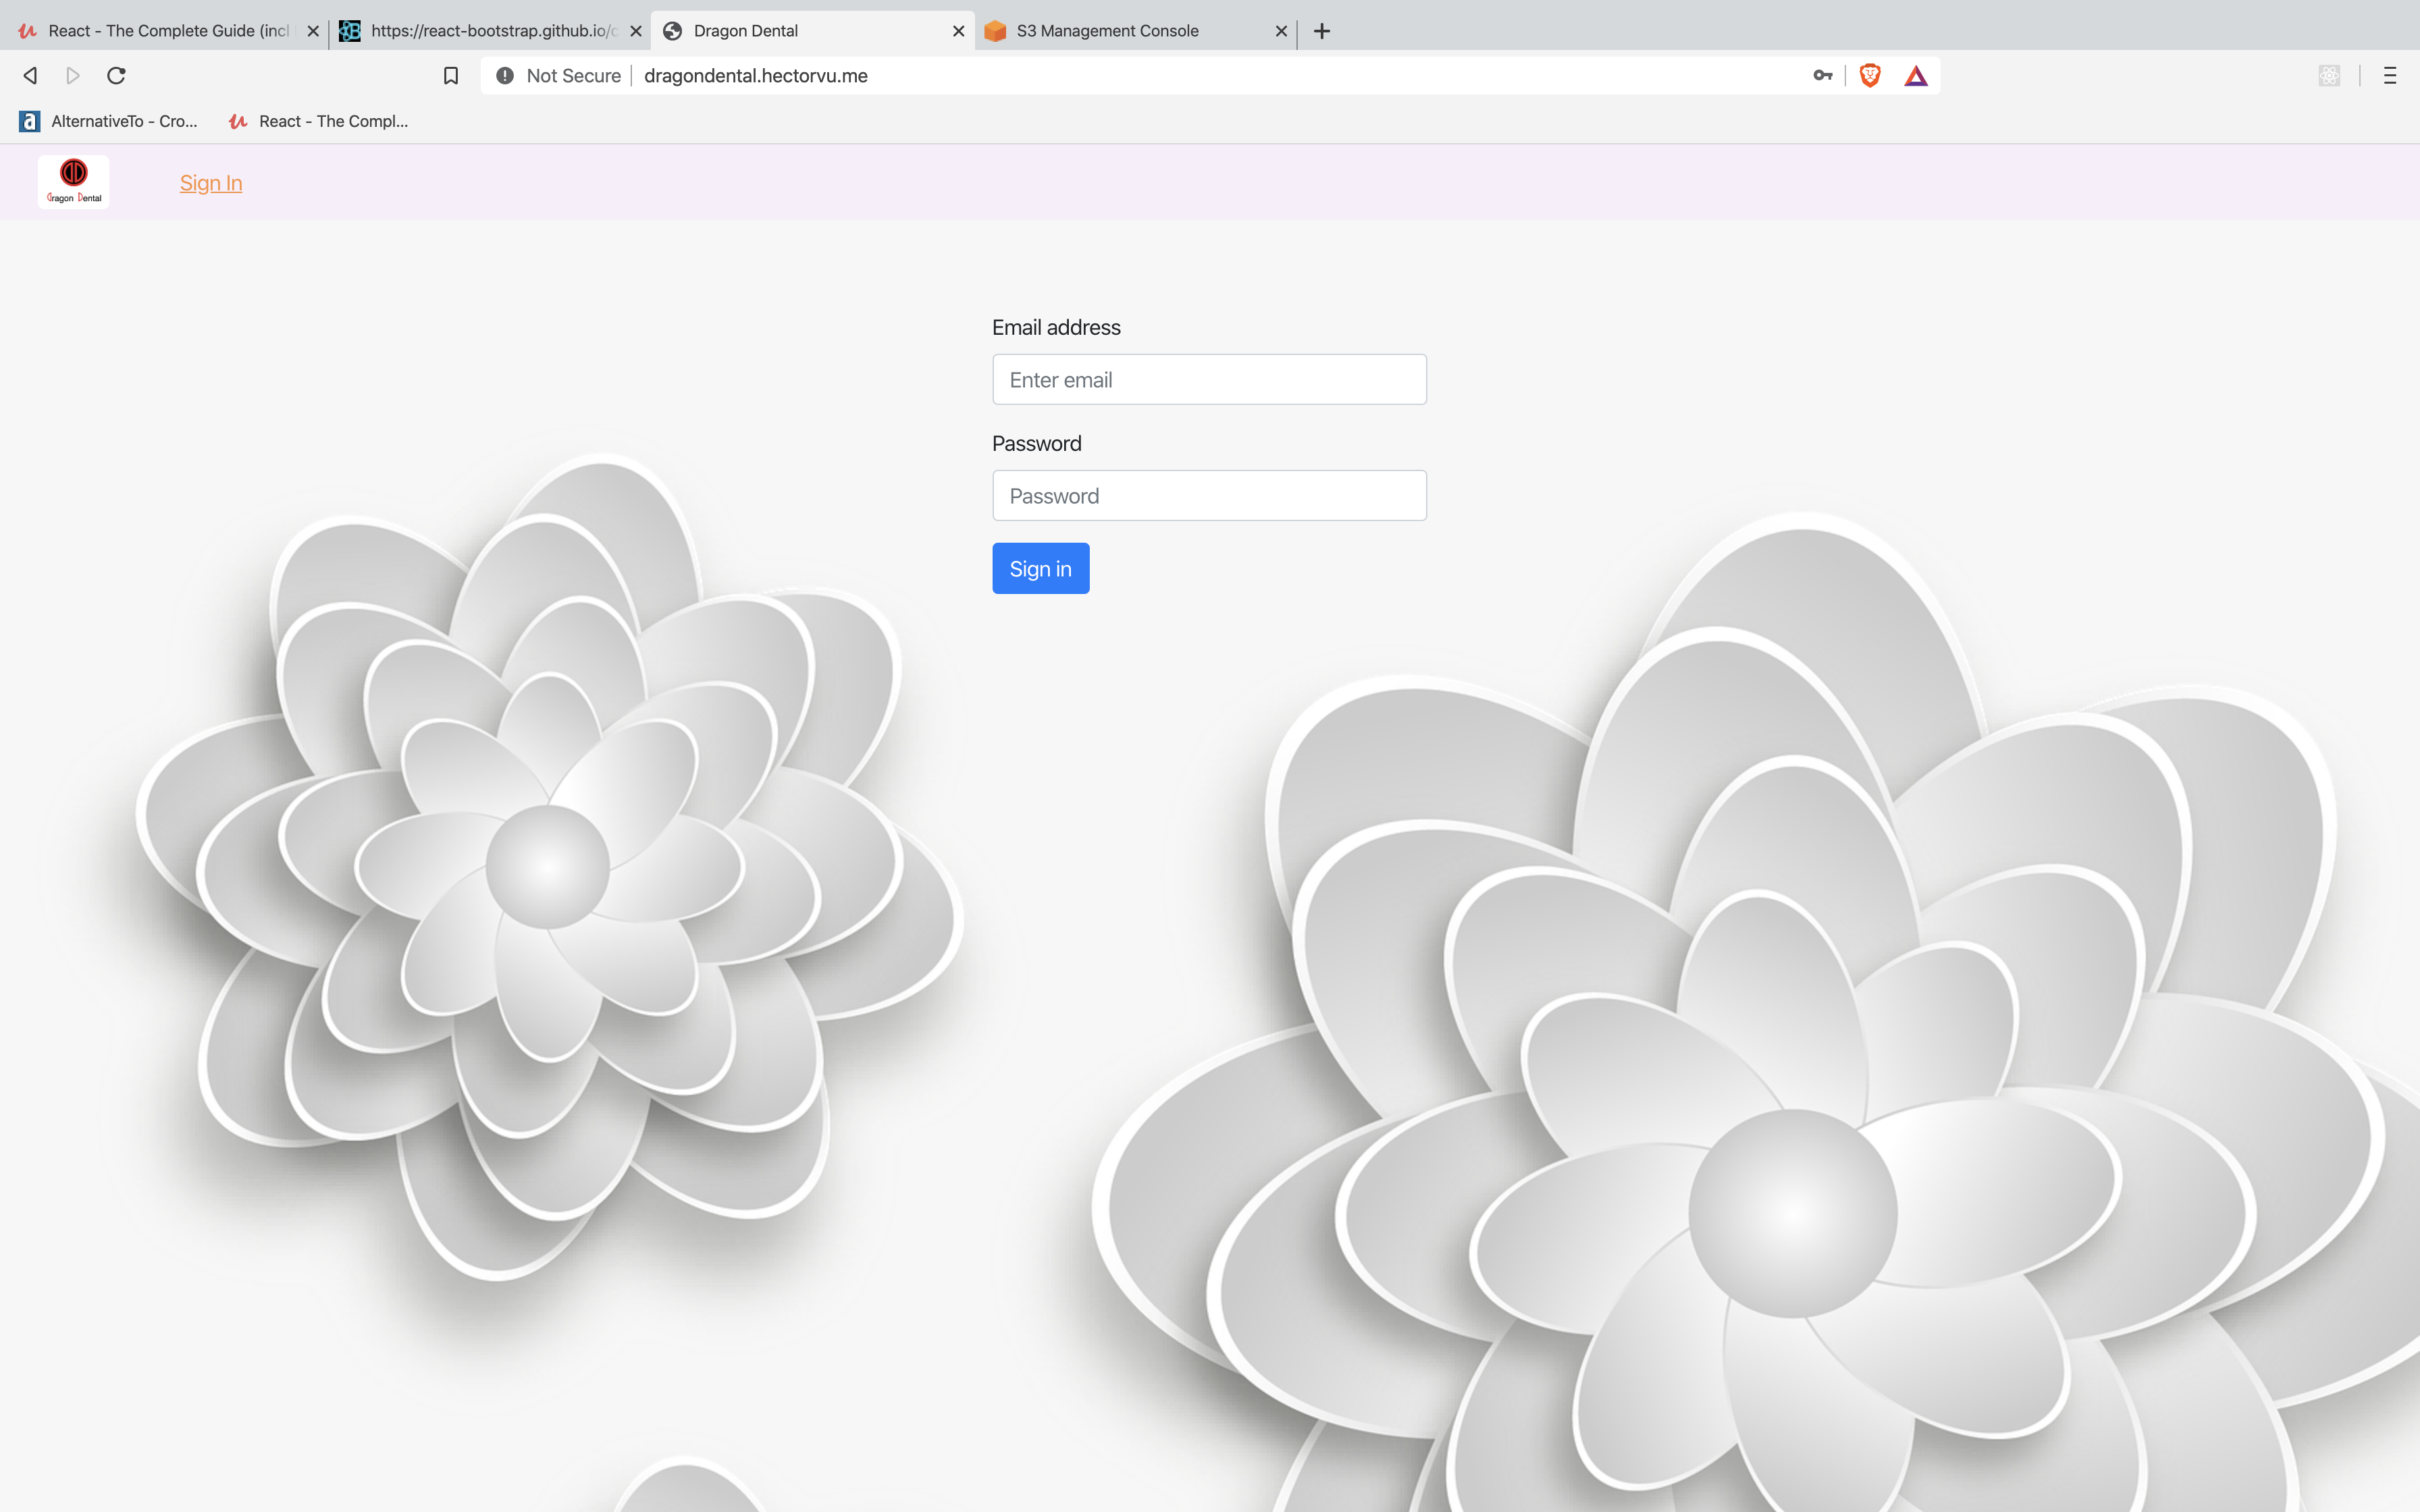 React - The Complete Guide (incl
https://react-bootstrap.github.io/c
Dragon Dental
S3 Management Console
Not Secure
dragondental.hectorvu.me
AlternativeTo - Cro...
React - The Compl...
Dragon Dental
Sign In
Email address
Enter email
Password
Password
Sign in